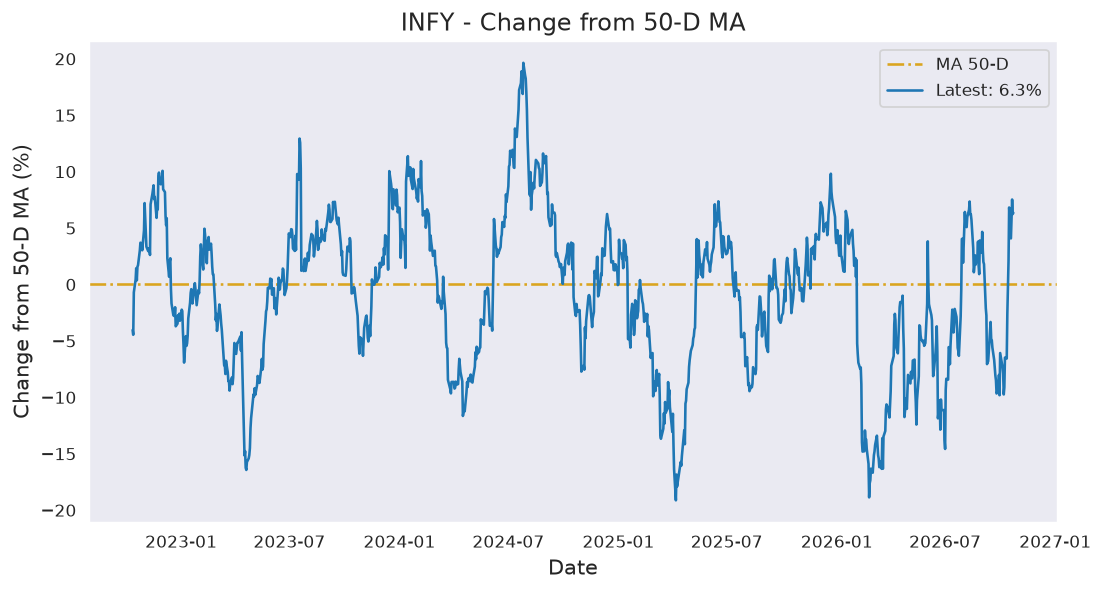 INFY - Change from 50-D MA
MA 50-D
Latest: 6.3%
Change from 50-D MA (%)
20
15
10
5
0
−5
−10
−15
−20
2023-01 2023-07 2024-01 2024-07 2025-01 2025-07 2026-01 2026-07 2027-01
Date